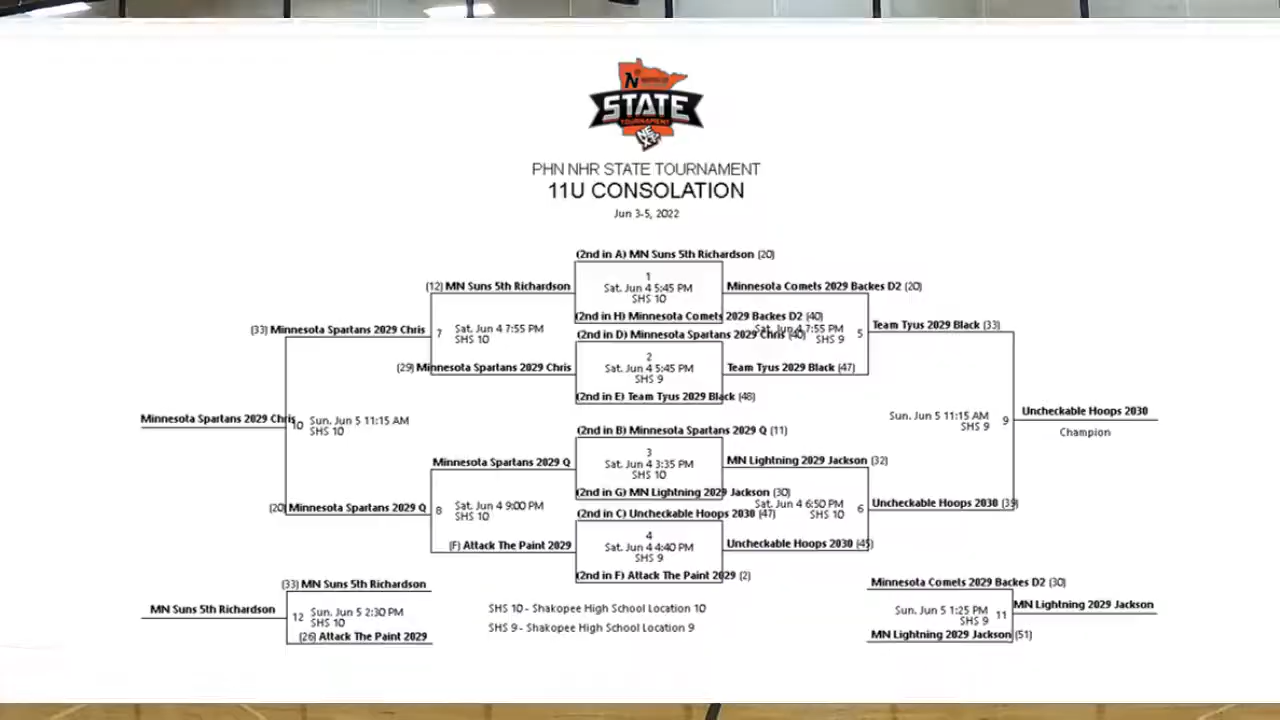 N
STATE
TOURNAMENT
PHN NHR STATE TOURNAMENT
11U CONSOLATION
Jun 3-5, 2022
(2nd in A) MN Suns 5th Richardson (20)
1
Sat. Jun 4 5:45 PM
SHS 10
(2nd in H) Minnesota Comets 2029 Backes D2 (40)
(2nd in D) Minnesota Spartans 2029 Chris (40)
2
Sat. Jun 4 5:45 PM
SHS 9
(2nd in E) Team Tyus 2029 Black (48)
(2nd in B) Minnesota Spartans 2029 Q (11)
3
Sat. Jun 4 3:35 PM
SHS 10
(2nd in G) MN Lightning 2029 Jackson (30)
(2nd in C) Uncheckable Hoops 2030 (47)
4
Sat. Jun 4 4:40 PM
SHS 9
(2nd in F) Attack The Paint 2029 (2)
(12) MN Suns 5th Richardson
7
Sat. Jun 4 7:55 PM
SHS 10
(29) Minnesota Spartans 2029 Chris
Minnesota Spartans 2029 Q
8
Sat. Jun 4 9:00 PM
SHS 10
(F) Attack The Paint 2029
(33) Minnesota Spartans 2029 Chris
10
Sun. Jun 5 11:15 AM
SHS 10
(20) Minnesota Spartans 2029 Q
Minnesota Spartans 2029 Chris
Minnesota Comets 2029 Backes D2 (20)
Sat. Jun 4 7:55 PM
SHS 9
5
Team Tyus 2029 Black (47)
MN Lightning 2029 Jackson (32)
Sat. Jun 4 6:50 PM
SHS 10
6
Uncheckable Hoops 2030 (45)
Team Tyus 2029 Black (33)
Sun. Jun 5 11:15 AM
SHS 9
9
Uncheckable Hoops 2030 (39)
Uncheckable Hoops 2030
Champion
(33) MN Suns 5th Richardson
12
Sun. Jun 5 2:30 PM
SHS 10
(26) Attack The Paint 2029
MN Suns 5th Richardson
SHS 10 - Shakopee High School Location 10
SHS 9 - Shakopee High School Location 9
Minnesota Comets 2029 Backes D2 (30)
Sun. Jun 5 1:25 PM
SHS 9
11
MN Lightning 2029 Jackson (51)
MN Lightning 2029 Jackson